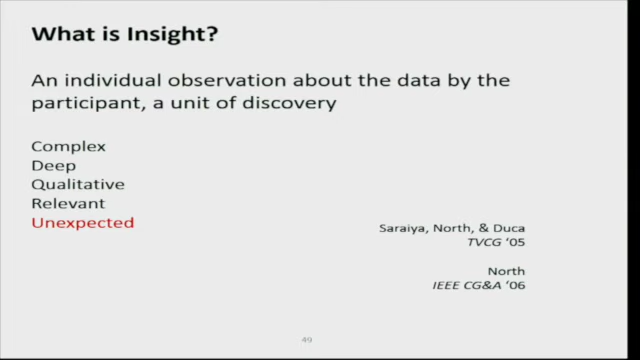 What is Insight?
An individual observation about the data by the
participant, a unit of discovery
Complex
Deep
Qualitative
Relevant
Unexpected
Saraiya, North, & Duca
TVCG '05
North
IEEE CG&A '06
49